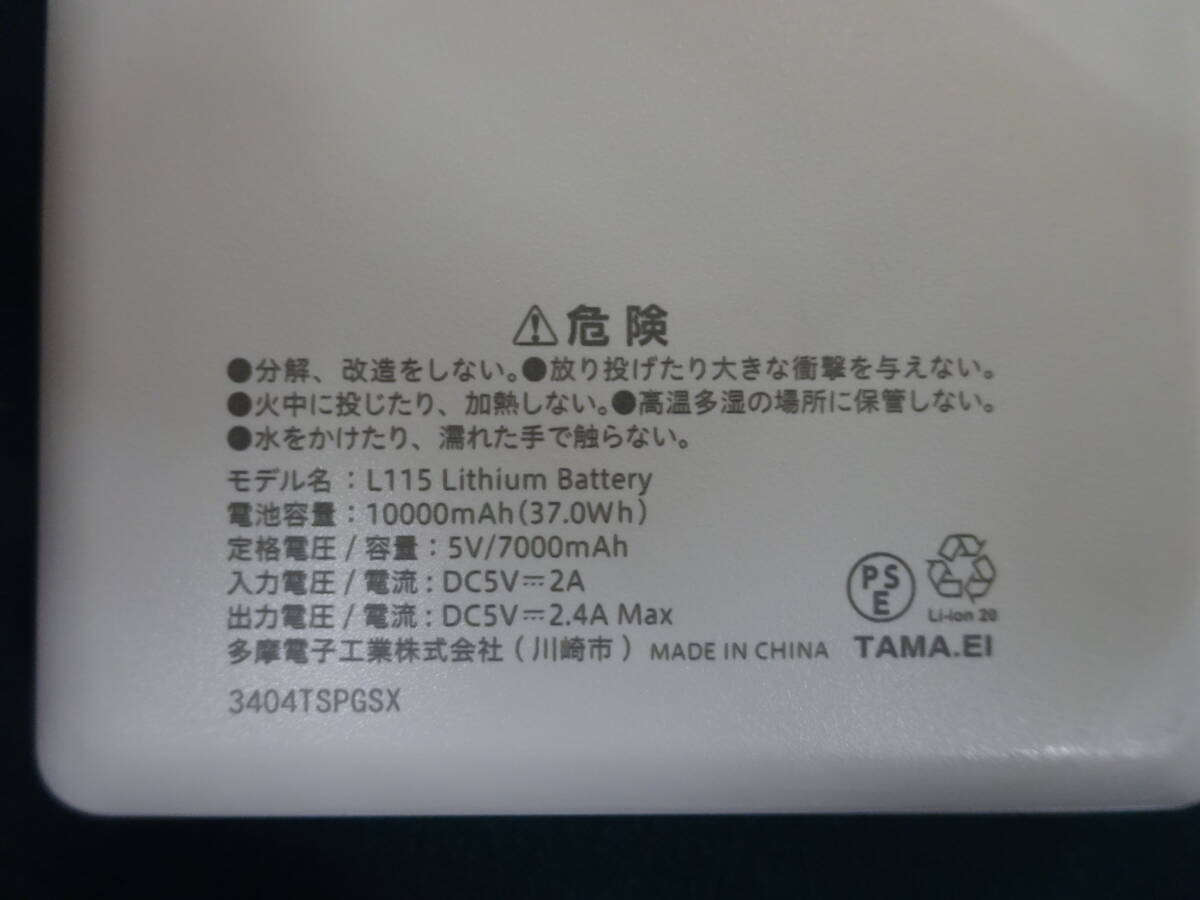 ⚠危険
●分解、改造をしない。●放り投げたり大きな衝撃を与えない。
●火中に投じたり、加熱しない。●高温多湿の場所に保管しない。
●水をかけたり、濡れた手で触らない。
モデル名：L115 Lithium Battery
電池容量：10000mAh(37.0Wh)
定格電圧 / 容量：5V/7000mAh
入力電圧 / 電流：DC5V⎓2A
出力電圧 / 電流：DC5V⎓2.4A Max
多摩電子工業株式会社（川崎市）MADE IN CHINA
3404TSPGSX
PSE
Li-ion 20
TAMA.EI